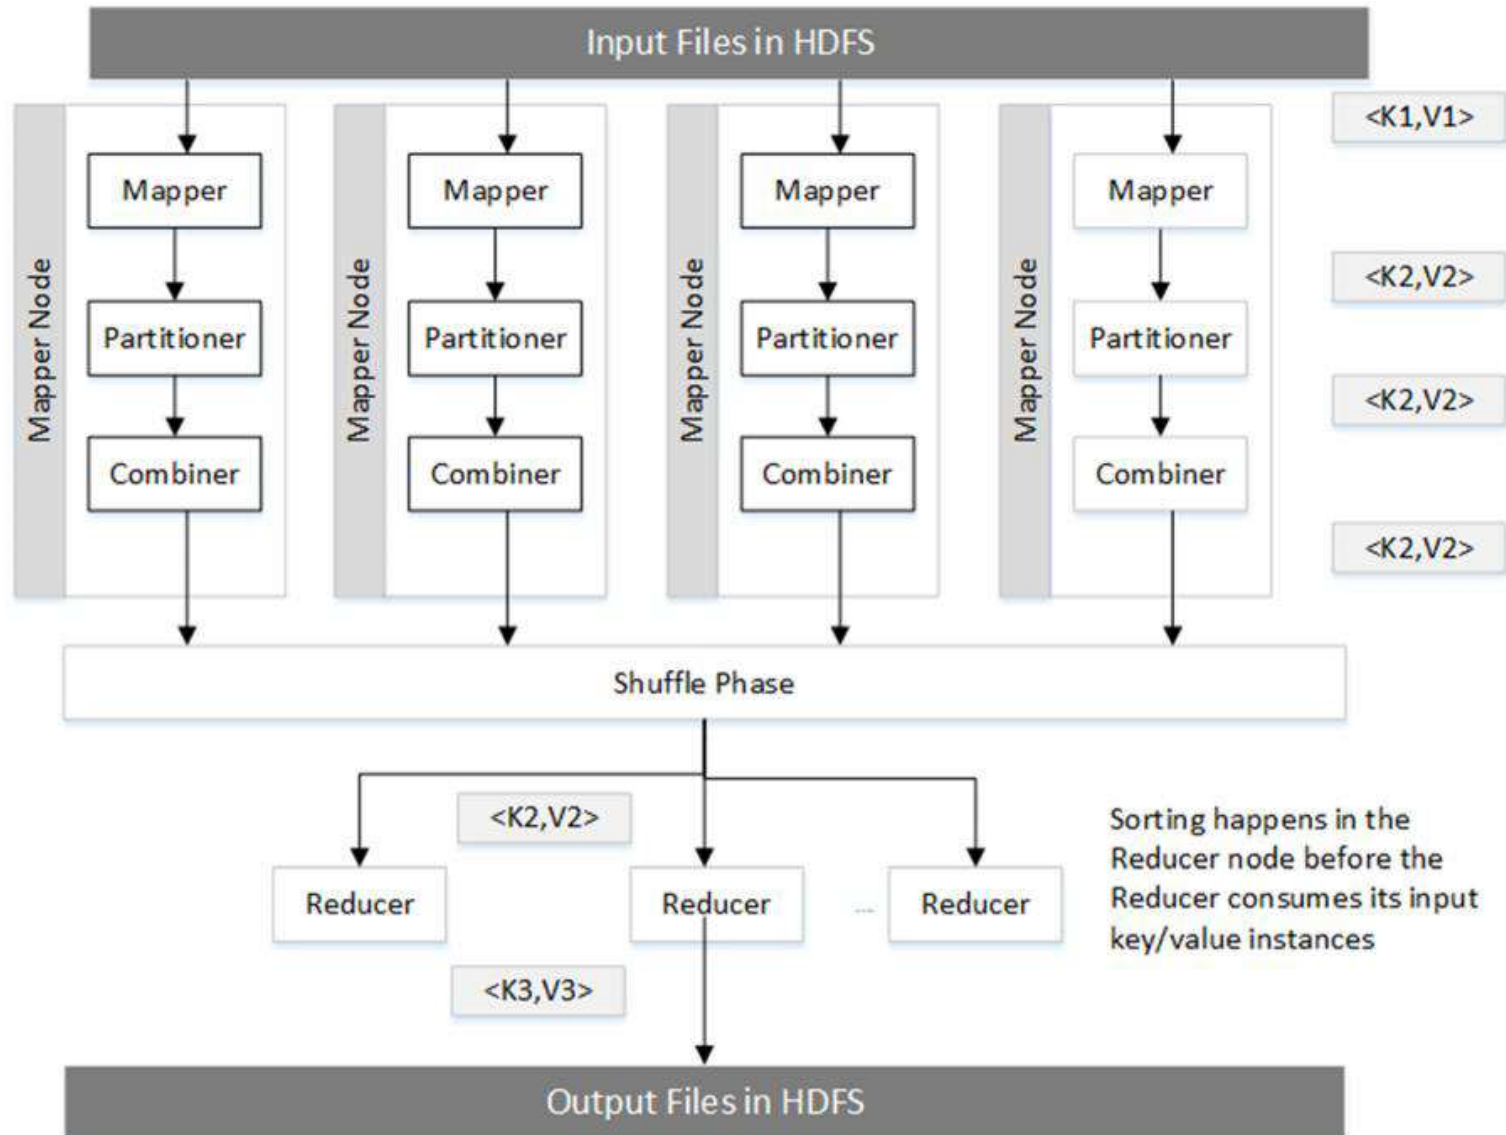 Input Files in HDFS
<K1,V1>
Mapper Node
Mapper
Partitioner
Combiner
Mapper Node
Mapper
Partitioner
Combiner
Mapper Node
Mapper
Partitioner
Combiner
Mapper Node
Mapper
Partitioner
Combiner
<K2,V2>
<K2,V2>
<K2,V2>
Shuffle Phase
<K2,V2>
Reducer
Reducer
...
Reducer
Sorting happens in the
Reducer node before the
Reducer consumes its input
key/value instances
<K3,V3>
Output Files in HDFS